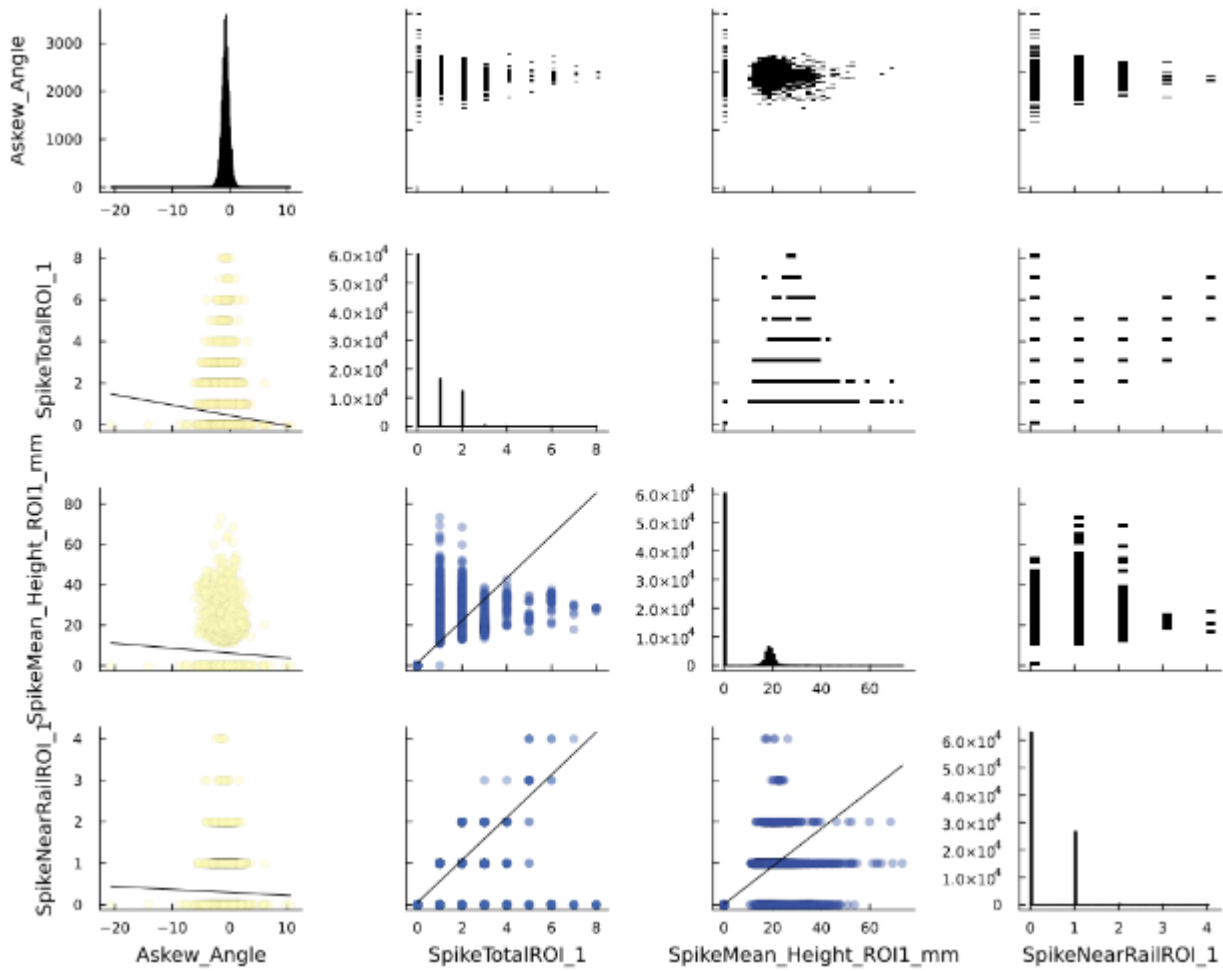 Askew_Angle
3000
2000
1000
0
−20 −10 0 10
SpikeTotalROI_1
8
6
4
2
0
6.0×10⁴
5.0×10⁴
4.0×10⁴
3.0×10⁴
2.0×10⁴
1.0×10⁴
0
0 2 4 6 8
SpikeMean_Height_ROI1_mm
80
60
40
20
0
6.0×10⁴
5.0×10⁴
4.0×10⁴
3.0×10⁴
2.0×10⁴
1.0×10⁴
0
0 20 40 60
SpikeNearRailROI_1
4
3
2
1
0
6.0×10⁴
5.0×10⁴
4.0×10⁴
3.0×10⁴
2.0×10⁴
1.0×10⁴
0
−20 −10 0 10
0 2 4 6 8
0 20 40 60
0 1 2 3 4
Askew_Angle
SpikeTotalROI_1
SpikeMean_Height_ROI1_mm
SpikeNearRailROI_1